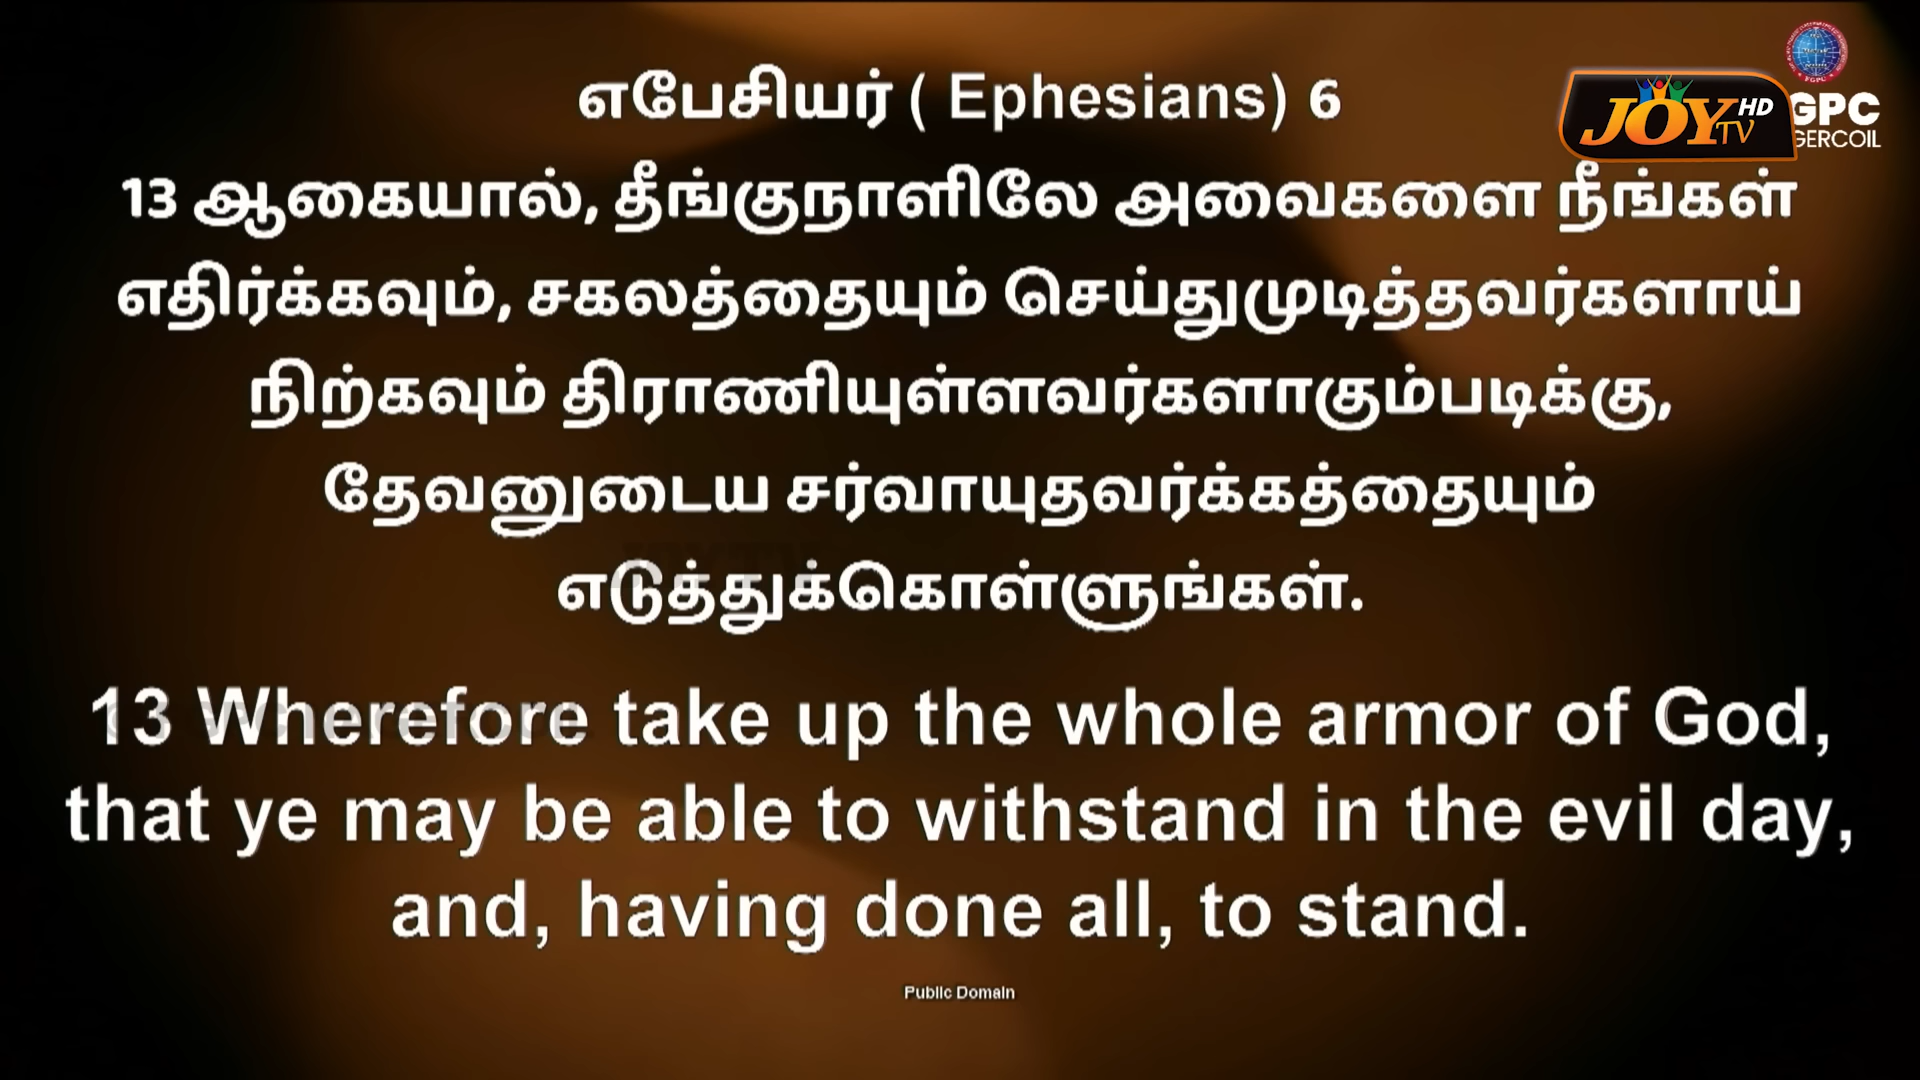 எபேசியர் ( Ephesians) 6
JOY TV HD
GPC
GERCOIL
13 ஆகையால், தீங்குநாளிலே அவைகளை நீங்கள்
எதிர்க்கவும், சகலத்தையும் செய்துமுடித்தவர்களாய்
நிற்கவும் திராணியுள்ளவர்களாகும்படிக்கு,
தேவனுடைய சர்வாயுதவர்க்கத்தையும்
எடுத்துக்கொள்ளுங்கள்.
13 Wherefore take up the whole armor of God,
that ye may be able to withstand in the evil day,
and, having done all, to stand.
Public Domain